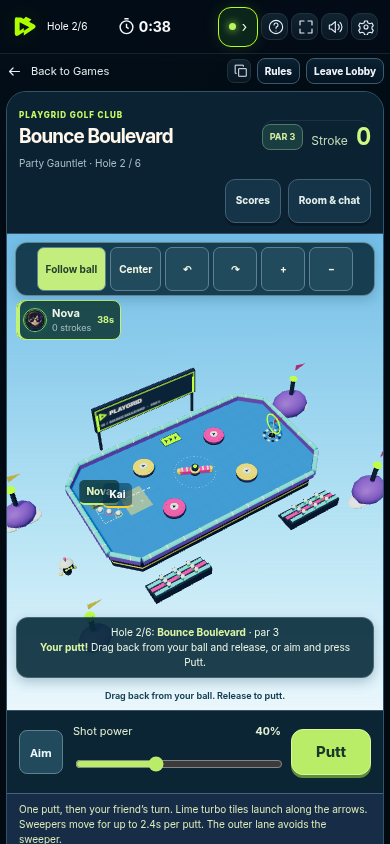 Hole 2/6
0:38
Back to Games
Rules
Leave Lobby
PLAYGRID GOLF CLUB
Bounce Boulevard
PAR 3
Stroke 0
Party Gauntlet · Hole 2 / 6
Scores
Room & chat
Follow ball
Center
Nova
0 strokes
38s
PLAYGRID
Nova
Kai
Hole 2/6: Bounce Boulevard · par 3
Your putt! Drag back from your ball and release, or aim and press
Putt.
Drag back from your ball. Release to putt.
Aim
Shot power
40%
Putt
One putt, then your friend's turn. Lime turbo tiles launch along the arrows.
Sweepers move for up to 2.4s per putt. The outer lane avoids the
sweeper.